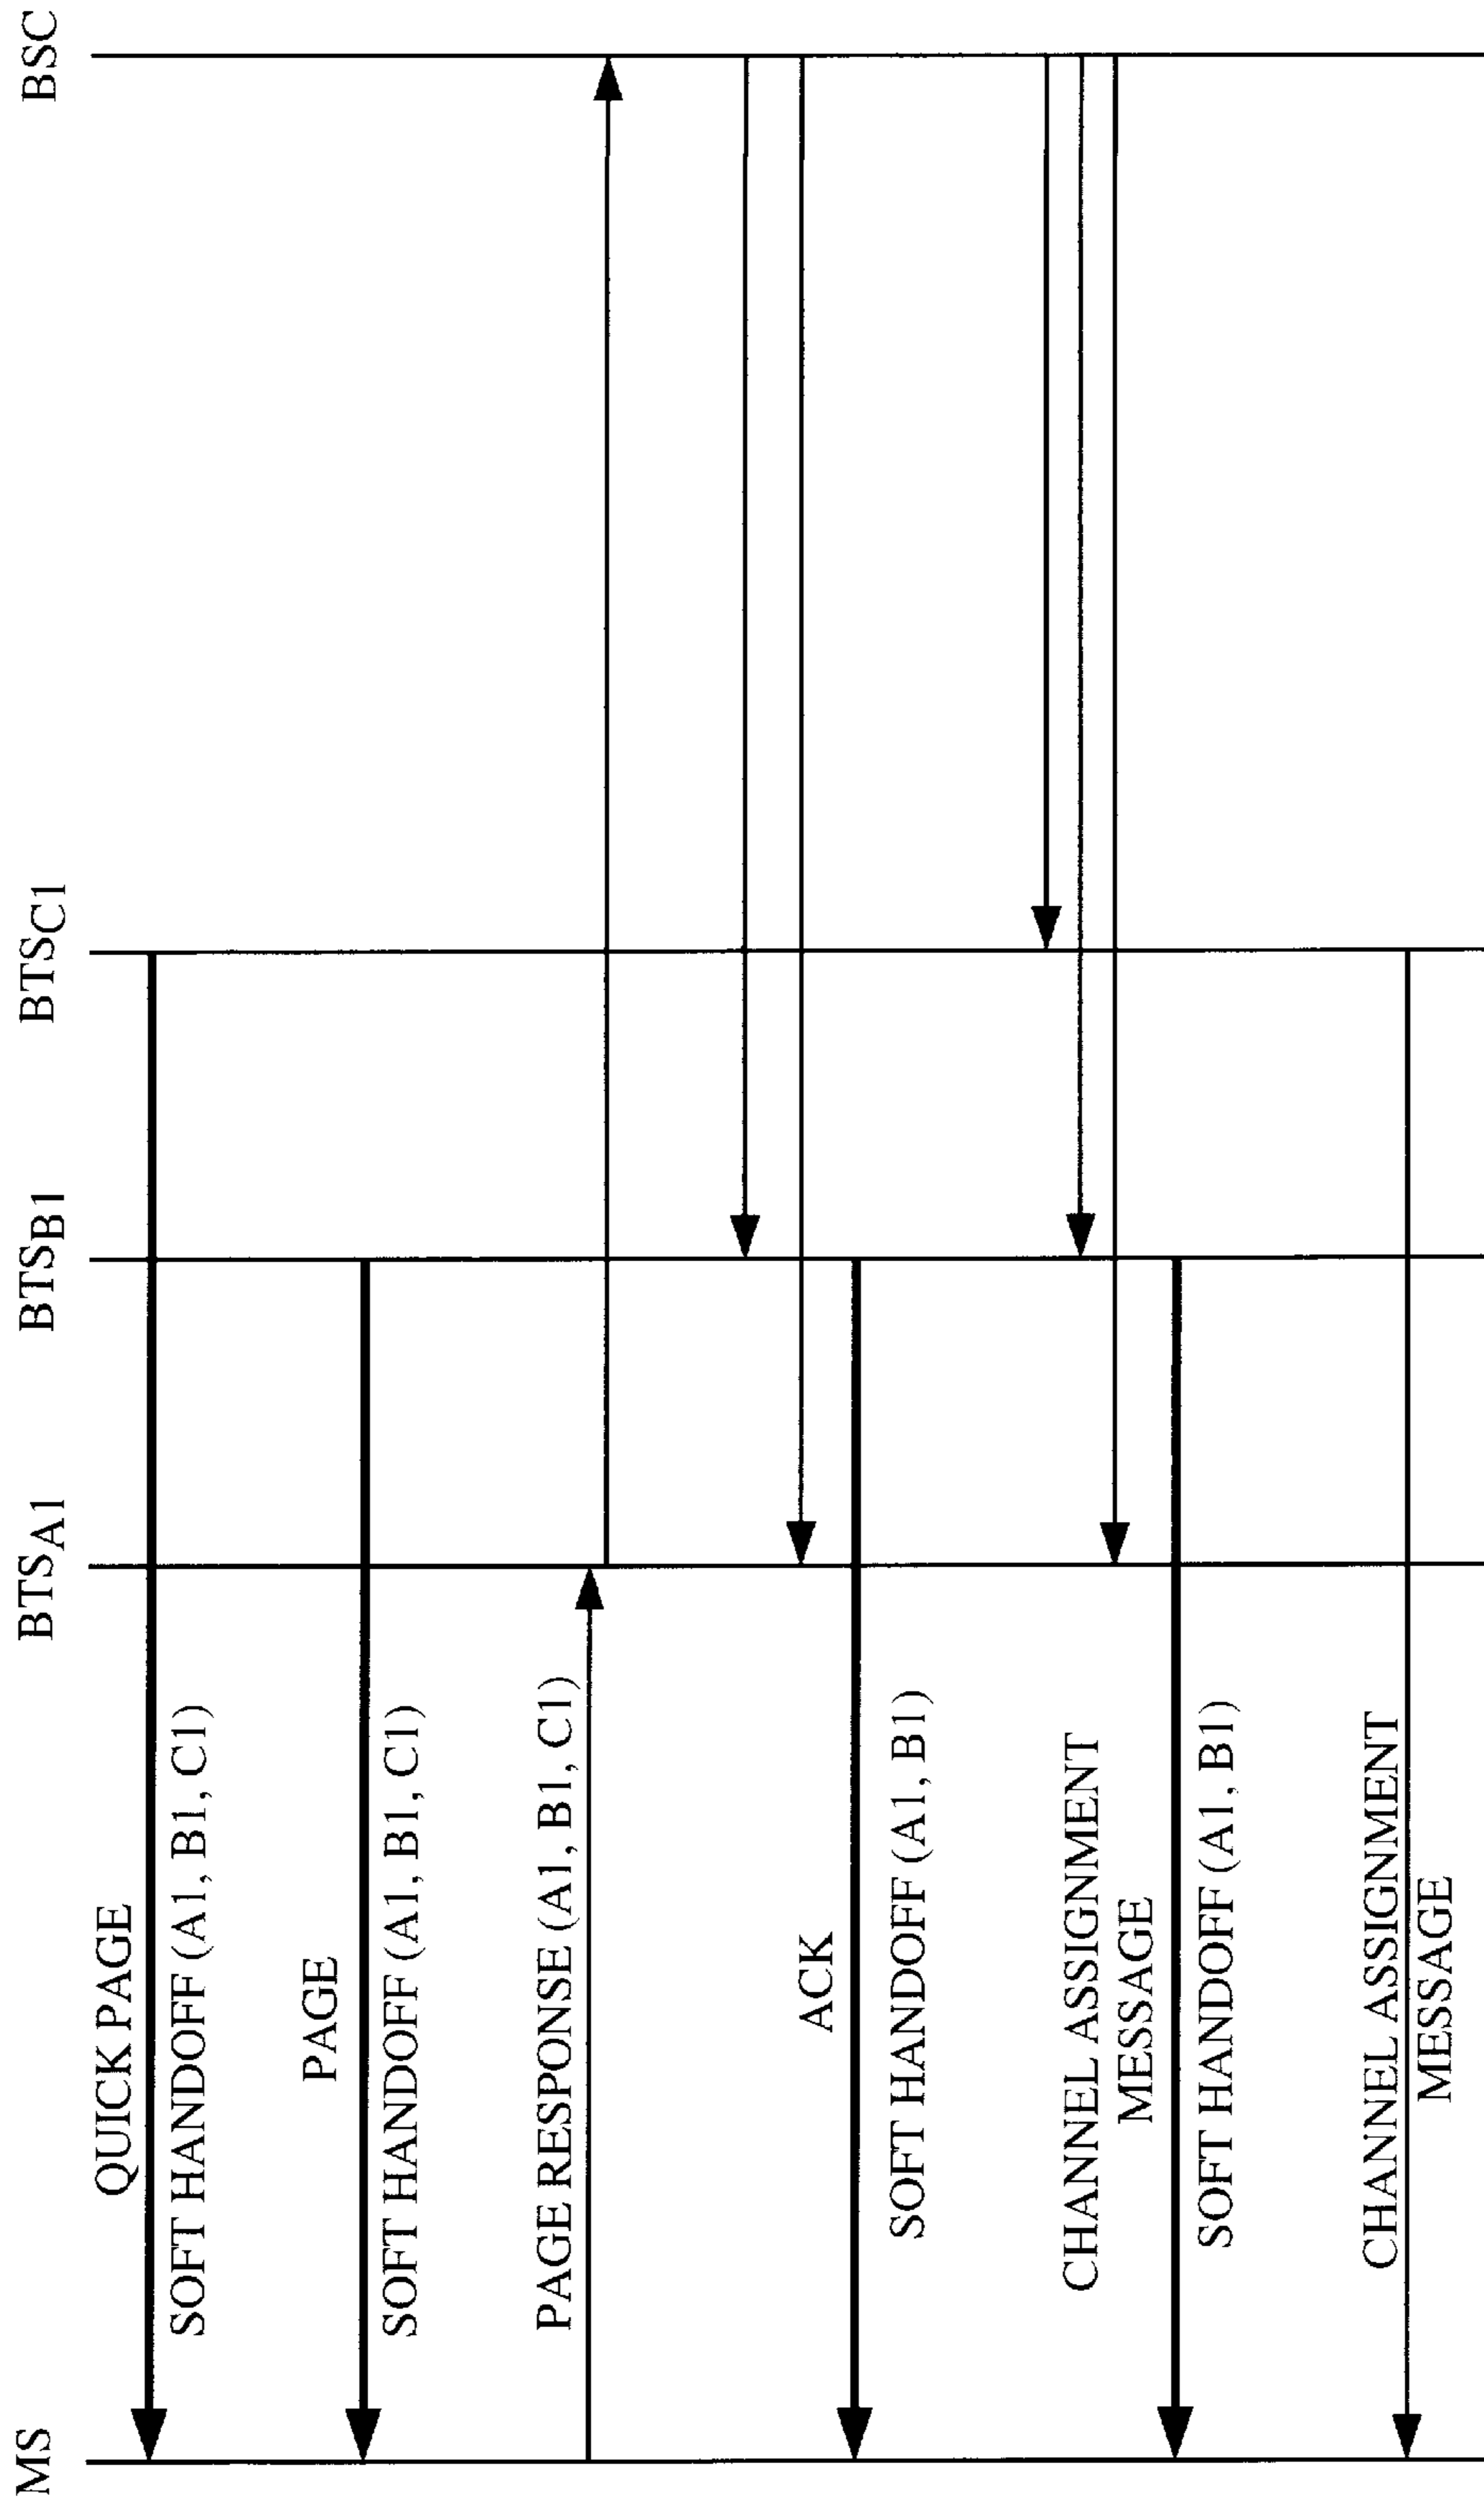 MS
BTSA1
BTSB1
BTSC1
BSC
QUICK PAGE
SOFT HANDOFF (A1, B1, C1)
PAGE
SOFT HANDOFF (A1, B1, C1)
PAGE RESPONSE (A1, B1, C1)
ACK
SOFT HANDOFF (A1, B1)
CHANNEL ASSIGNMENT
MESSAGE
SOFT HANDOFF (A1, B1)
CHANNEL ASSIGNMENT
MESSAGE